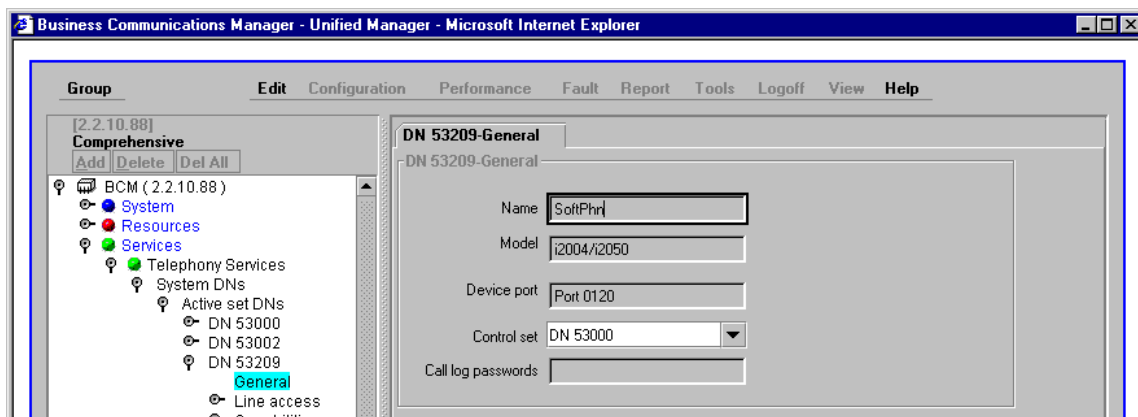 Business Communications Manager - Unified Manager - Microsoft Internet Explorer
Group Edit Configuration Performance Fault Report Tools Logoff View Help
[2.2.10.88]
Comprehensive
Add Delete Del All
BCM ( 2.2.10.88 )
System
Resources
Services
Telephony Services
System DNs
Active set DNs
DN 53000
DN 53002
DN 53209
General
Line access
DN 53209-General
DN 53209-General
Name SoftPhn
Model i2004/i2050
Device port Port 0120
Control set DN 53000
Call log passwords